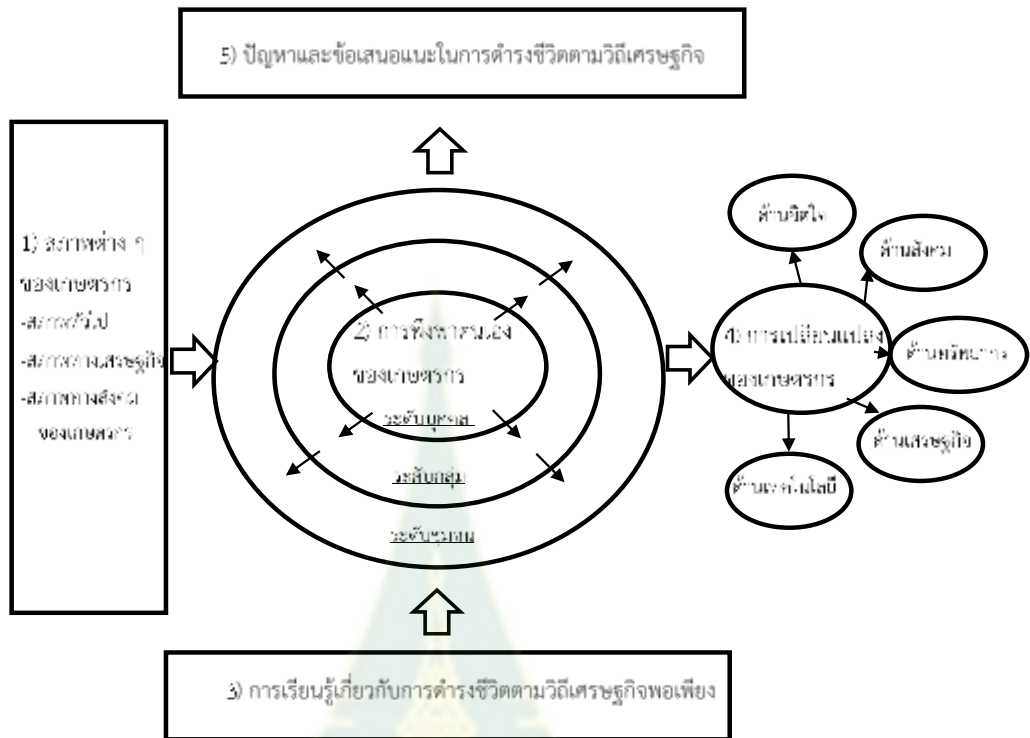 5) ปัญหาและข้อเสนอแนะในการดำรงชีวิตตามวิถีเศรษฐกิจ
1) สภาพต่าง ๆ
ของเกษตรกร
-สภาพทั่วไป
-สภาพทางเศรษฐกิจ
-สภาพทางสังคม
ของเกษตรกร
2) การพึ่งพาตนเอง
ของเกษตรกร
ระดับบุคคล
ระดับกลุ่ม
ระดับชุมชน
4) การเปลี่ยนแปลง
ของเกษตรกร
ด้านจิตใจ
ด้านสังคม
ด้านทรัพยากร
ด้านเศรษฐกิจ
ด้านเทคโนโลยี
3) การเรียนรู้เกี่ยวกับการดำรงชีวิตตามวิถีเศรษฐกิจพอเพียง